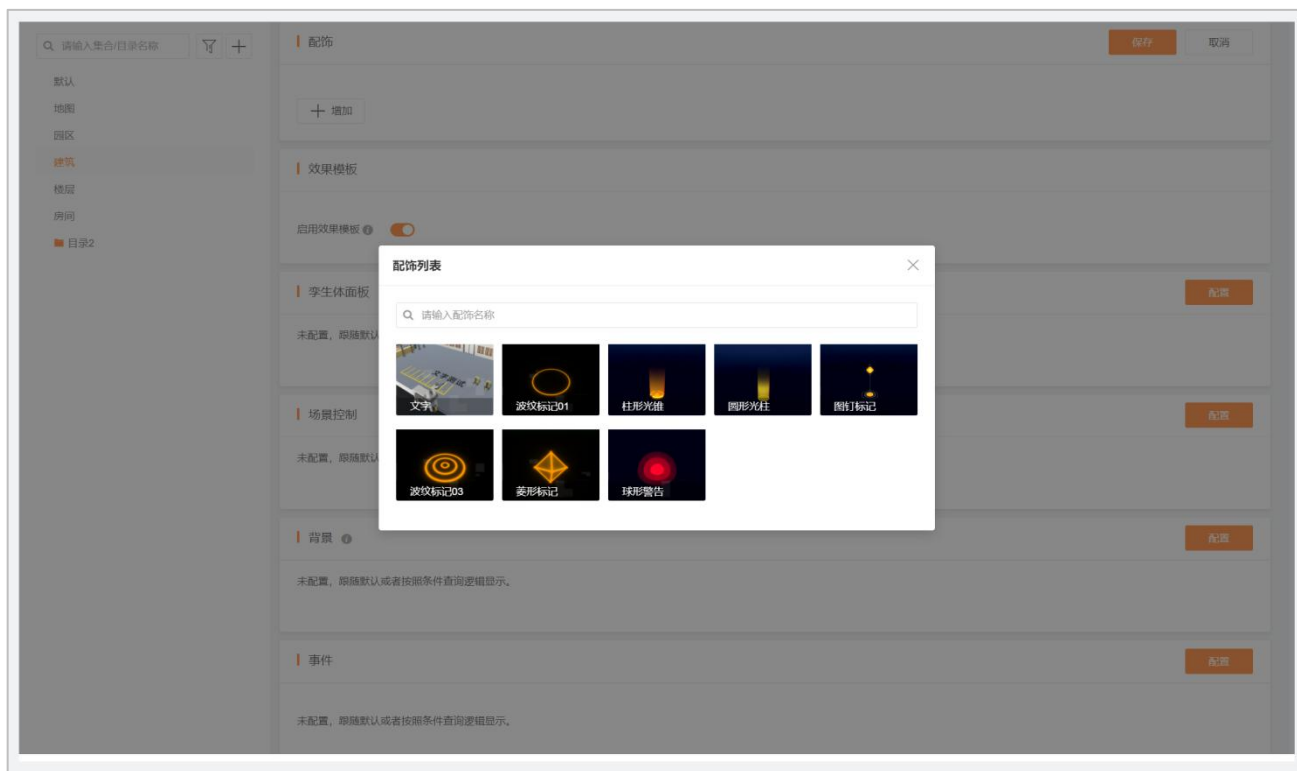 请输入集合/目录名称
默认
地图
园区
建筑
楼层
房间
目录2
配饰
保存
取消
增加
效果模板
启用效果模板
孪生体面板
配置
未配置，跟随默认
场景控制
配置
未配置，跟随默认
配饰列表
请输入配饰名称
文字
波纹标记01
柱形光锥
圆形光柱
图钉标记
波纹标记03
菱形标记
球形警告
背景
配置
未配置，跟随默认或者按照条件查询逻辑显示。
事件
配置
未配置，跟随默认或者按照条件查询逻辑显示。